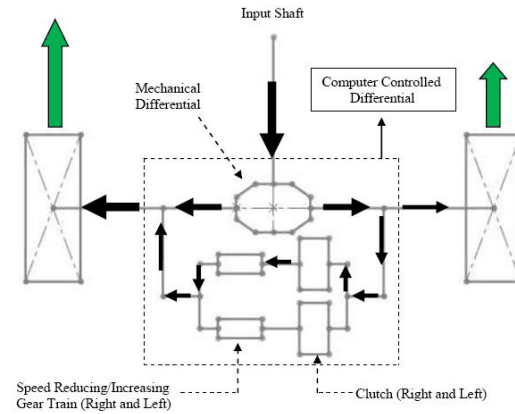 Input Shaft
Mechanical
Differential
Computer Controlled
Differential
Speed Reducing/Increasing
Gear Train (Right and Left)
Clutch (Right and Left)